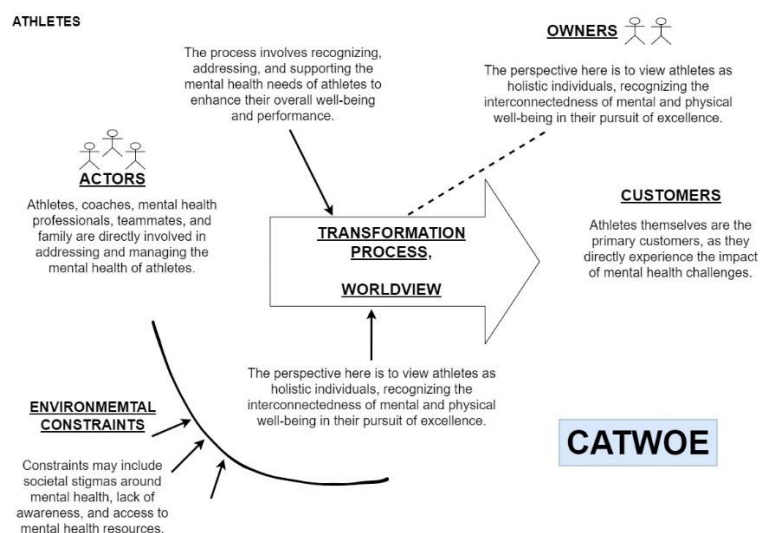 ATHLETES
The process involves recognizing,
addressing, and supporting the
mental health needs of athletes to
enhance their overall well-being
and performance.
OWNERS
The perspective here is to view athletes as
holistic individuals, recognizing the
interconnectedness of mental and physical
well-being in their pursuit of excellence.
ACTORS
Athletes, coaches, mental health
professionals, teammates, and
family are directly involved in
addressing and managing the
mental health of athletes.
TRANSFORMATION
PROCESS,
WORLDVIEW
CUSTOMERS
Athletes themselves are the
primary customers, as they
directly experience the impact
of mental health challenges.
The perspective here is to view athletes as
holistic individuals, recognizing the
interconnectedness of mental and physical
well-being in their pursuit of excellence.
ENVIRONMEMTAL
CONSTRAINTS
Constraints may include
societal stigmas around
mental health, lack of
awareness, and access to
mental health resources.
CATWOE